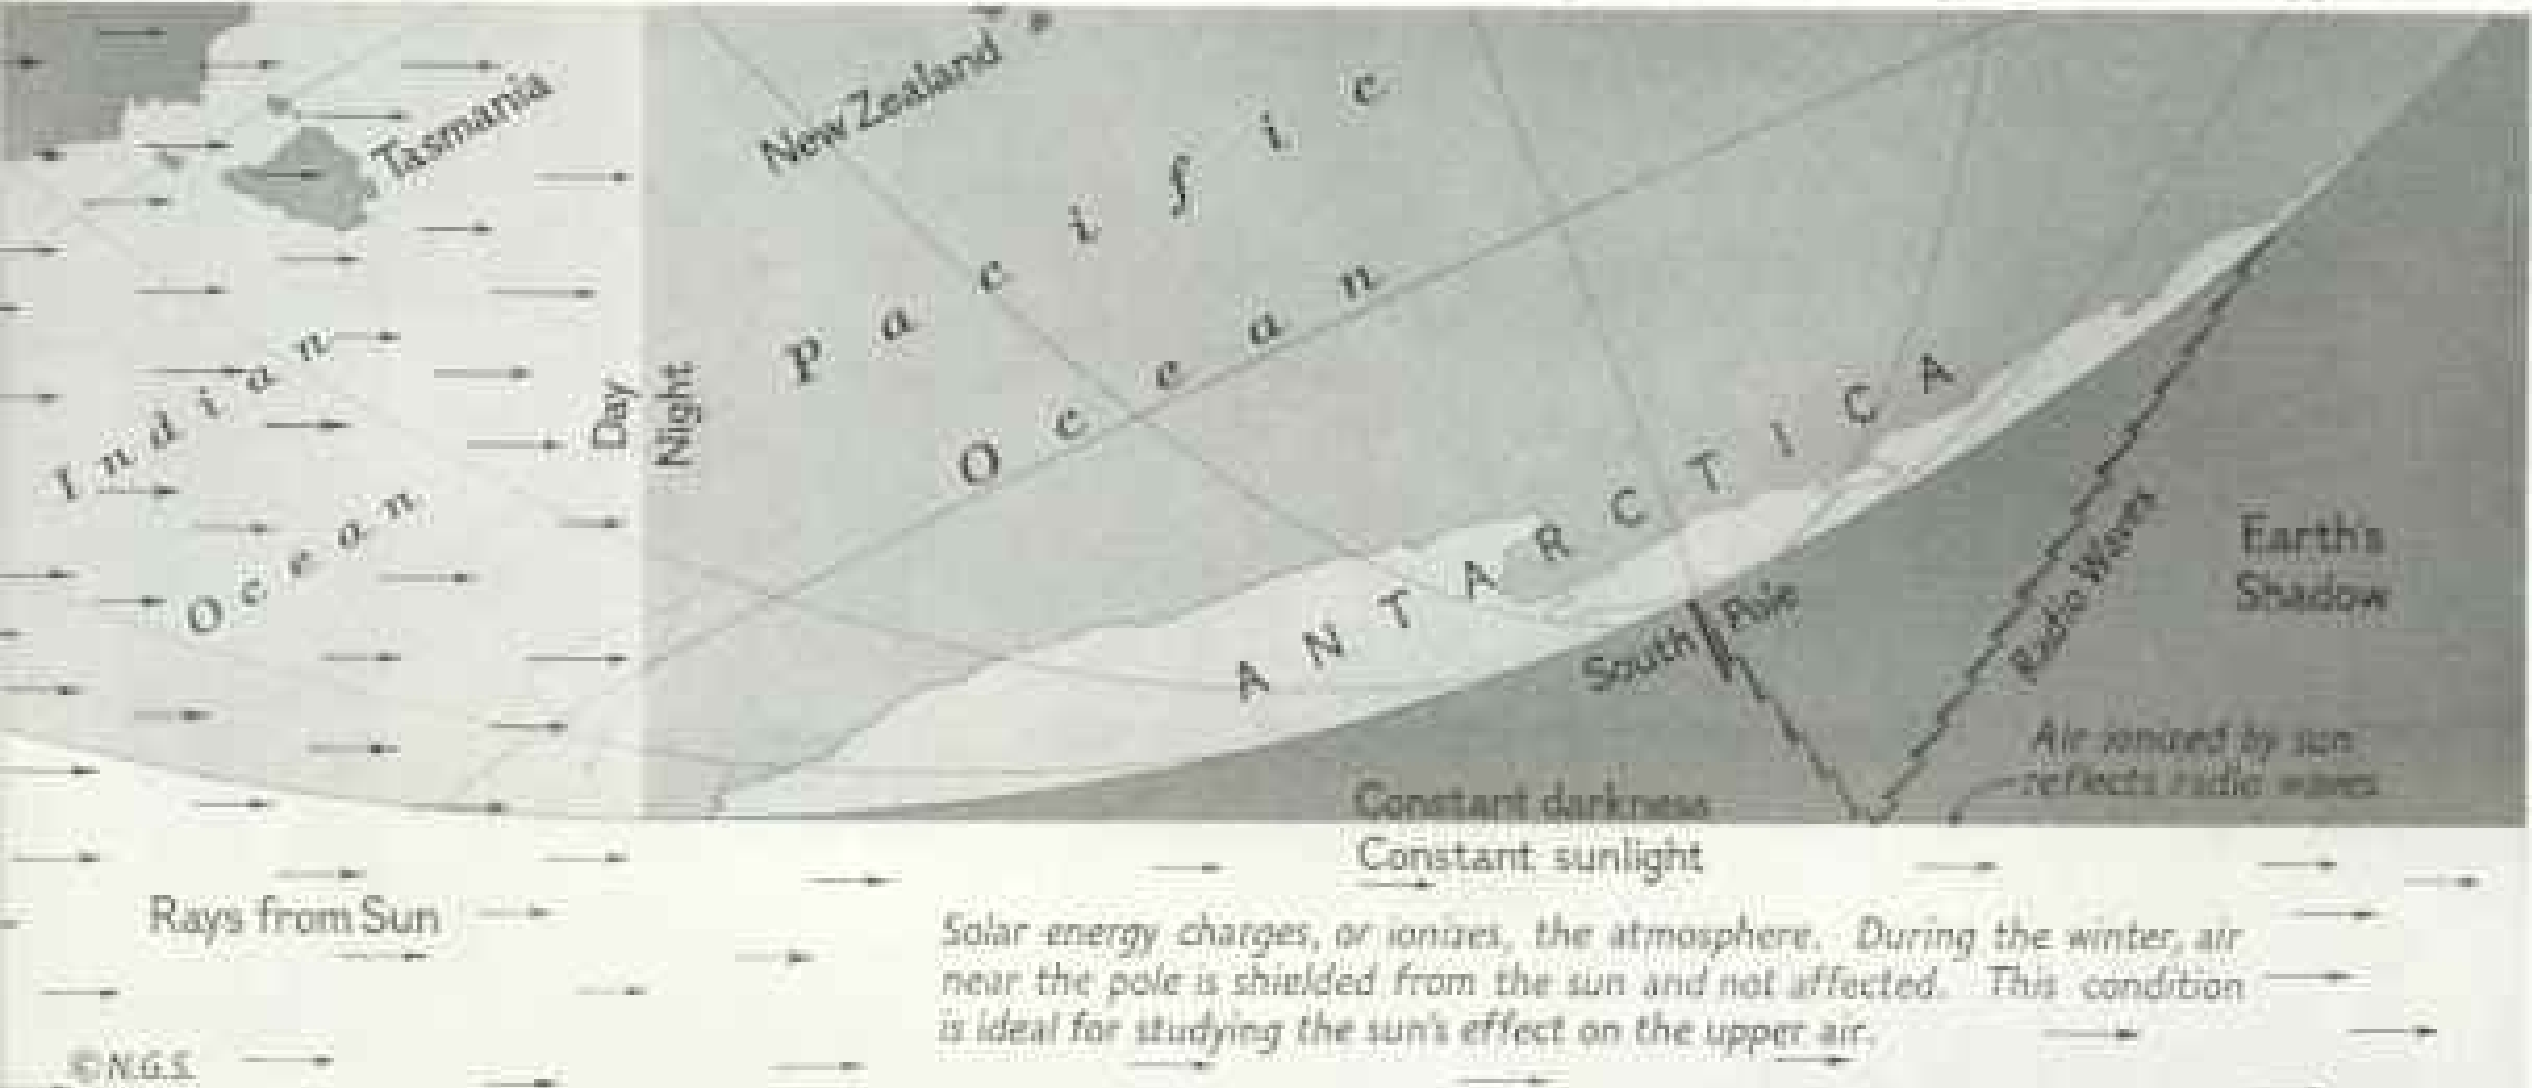 Tasmania
New Zealand
Pacific
Ocean
Indian
Ocean
Day
Night
ANTARCTICA
South Pole
Radio Waves
Earth's
Shadow
Air ionized by sun
reflects radio waves
Constant darkness
Constant sunlight
Rays from Sun
Solar energy charges, or ionizes, the atmosphere. During the winter, air
near the pole is shielded from the sun and not affected. This condition
is ideal for studying the sun's effect on the upper air.
©N.G.S.